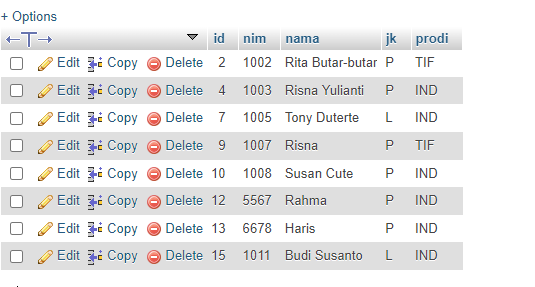 + Options
←T→ id nim nama jk prodi
Edit Copy Delete 2 1002 Rita Butar-butar P TIF
Edit Copy Delete 4 1003 Risna Yulianti P IND
Edit Copy Delete 7 1005 Tony Duterte L IND
Edit Copy Delete 9 1007 Risna P TIF
Edit Copy Delete 10 1008 Susan Cute P IND
Edit Copy Delete 12 5567 Rahma P IND
Edit Copy Delete 13 6678 Haris P IND
Edit Copy Delete 15 1011 Budi Susanto L IND